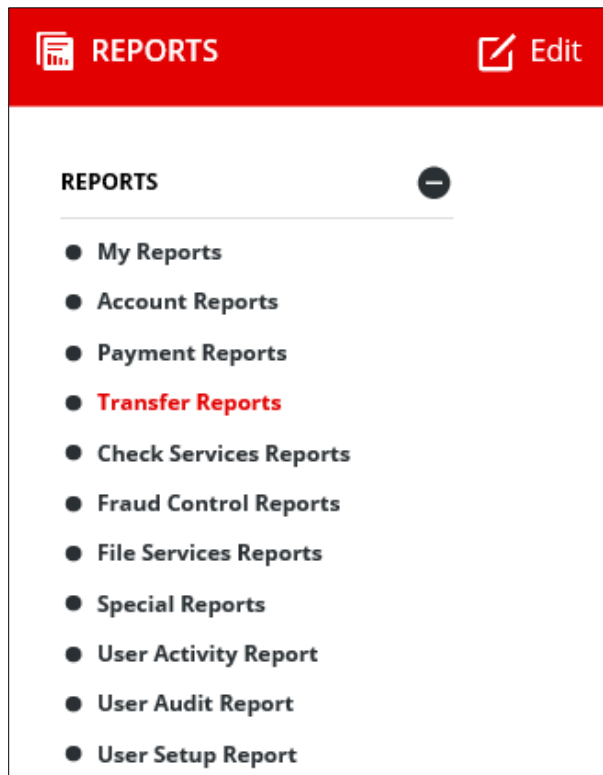 REPORTS Edit
REPORTS
My Reports
Account Reports
Payment Reports
Transfer Reports
Check Services Reports
Fraud Control Reports
File Services Reports
Special Reports
User Activity Report
User Audit Report
User Setup Report